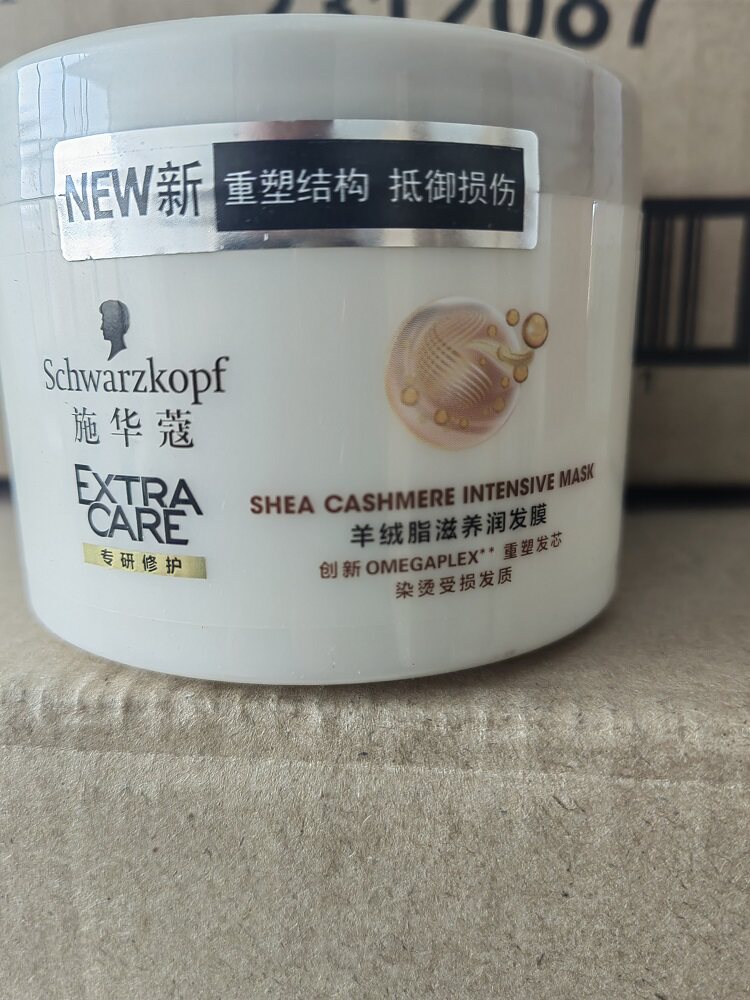 NEW新 重塑结构 抵御损伤
Schwarzkopf
施华蔻
EXTRA
CARE
专研修护
SHEA CASHMERE INTENSIVE MASK
羊绒脂滋养润发膜
创新 OMEGAPLEX** 重塑发芯
染烫受损发质